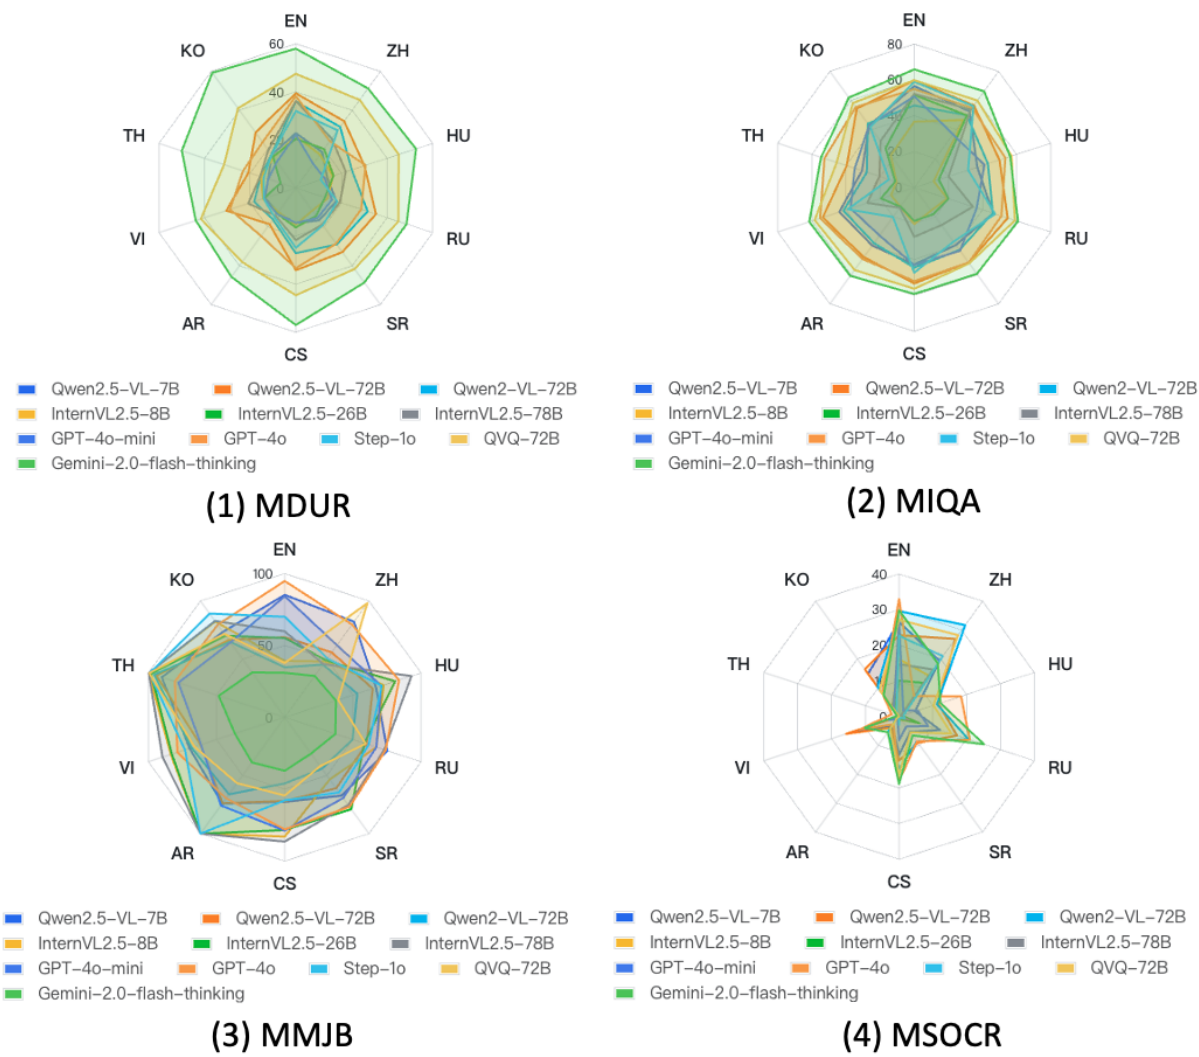 EN
60
KO
ZH
40
20
TH
HU
0
VI
RU
AR
SR
CS
Qwen2.5-VL-7B Qwen2.5-VL-72B Qwen2-VL-72B
InternVL2.5-8B InternVL2.5-26B InternVL2.5-78B
GPT-4o-mini GPT-4o Step-1o QVQ-72B
Gemini-2.0-flash-thinking
(1) MDUR
EN
80
KO
ZH
60
40
TH
HU
20
0
VI
RU
AR
SR
CS
Qwen2.5-VL-7B Qwen2.5-VL-72B Qwen2-VL-72B
InternVL2.5-8B InternVL2.5-26B InternVL2.5-78B
GPT-4o-mini GPT-4o Step-1o QVQ-72B
Gemini-2.0-flash-thinking
(2) MIQA
EN
100
KO
ZH
50
TH
HU
0
VI
RU
AR
SR
CS
Qwen2.5-VL-7B Qwen2.5-VL-72B Qwen2-VL-72B
InternVL2.5-8B InternVL2.5-26B InternVL2.5-78B
GPT-4o-mini GPT-4o Step-1o QVQ-72B
Gemini-2.0-flash-thinking
(3) MMJB
EN
40
KO
ZH
30
20
TH
HU
10
0
VI
RU
AR
SR
CS
Qwen2.5-VL-7B Qwen2.5-VL-72B Qwen2-VL-72B
InternVL2.5-8B InternVL2.5-26B InternVL2.5-78B
GPT-4o-mini GPT-4o Step-1o QVQ-72B
Gemini-2.0-flash-thinking
(4) MSOCR